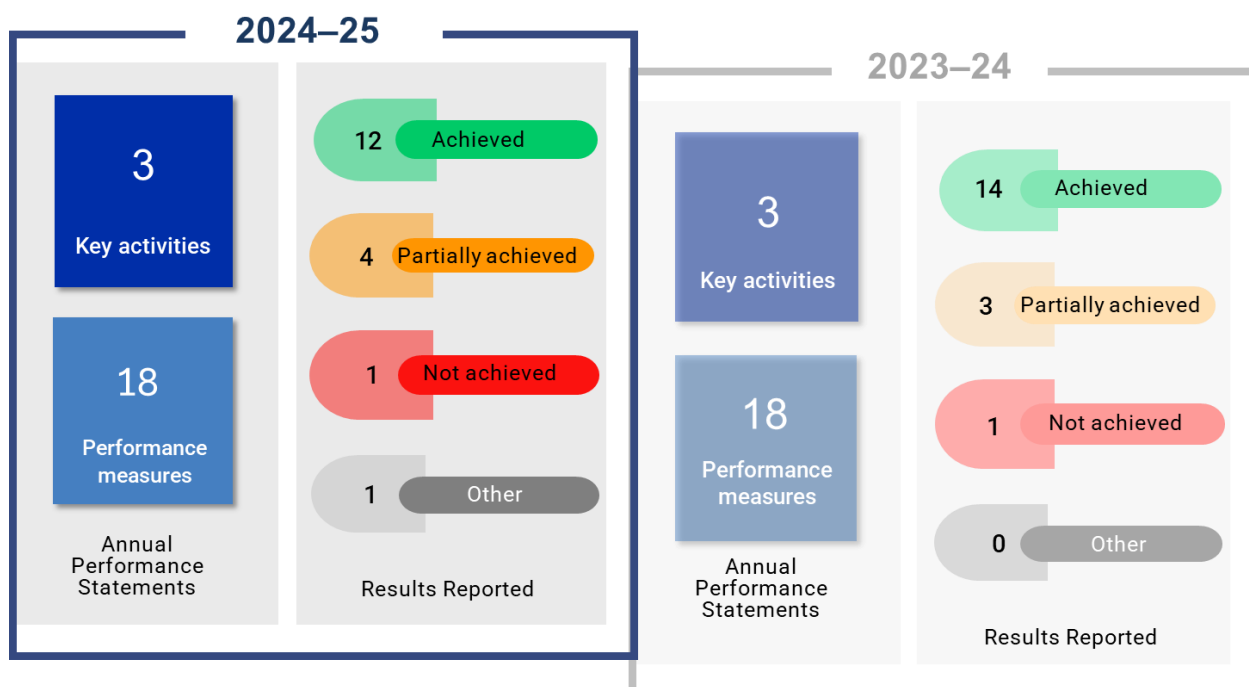 2024–25
3
Key activities
18
Performance
measures
Annual
Performance
Statements
12 Achieved
4 Partially achieved
1 Not achieved
1 Other
Results Reported
2023–24
3
Key activities
18
Performance
measures
Annual
Performance
Statements
14 Achieved
3 Partially achieved
1 Not achieved
0 Other
Results Reported